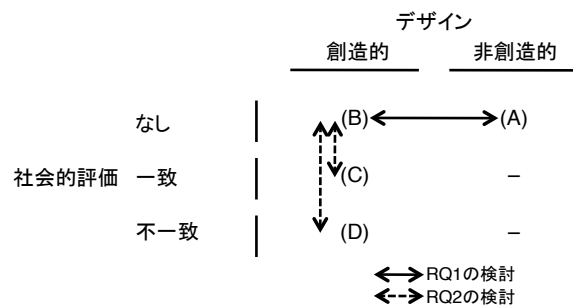 デザイン
創造的 非創造的
なし (B) (A)
社会的評価 一致 (C) –
不一致 (D) –
RQ1の検討
RQ2の検討